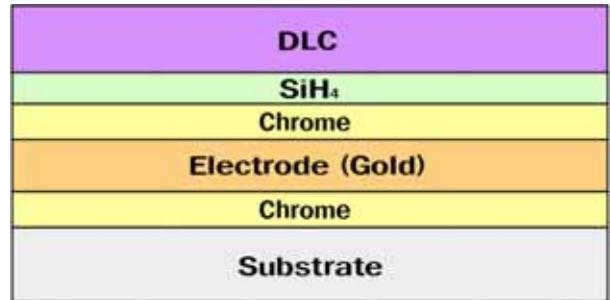 DLC
SiH₄
Chrome
Electrode (Gold)
Chrome
Substrate